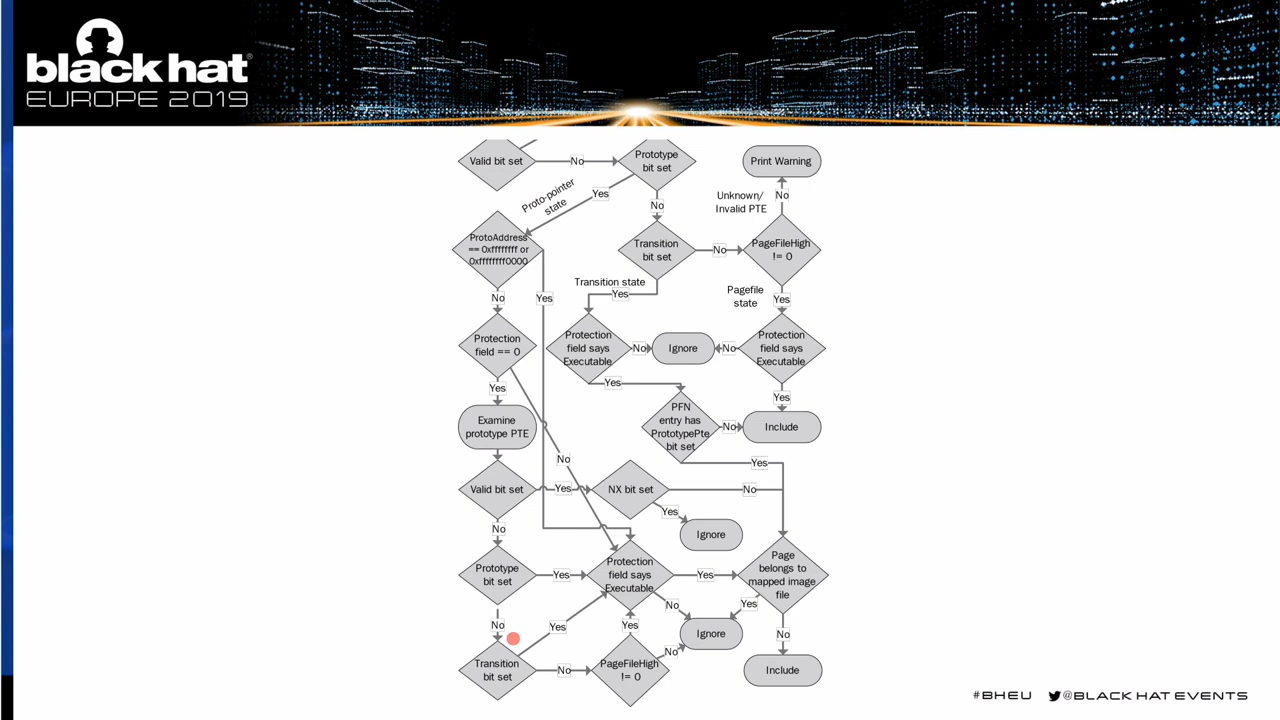 black hat®
EUROPE 2019
Valid bit set
No
Prototype
bit set
Print Warning
Proto-pointer
state
Yes
No
Unknown/
Invalid PTE
No
ProtoAddress
== 0xffffffff or
0xffffffff0000
Transition
bit set
No
PageFileHigh
!= 0
Transition state
Yes
Pagefile
state
Yes
No
Yes
Protection
field == 0
Protection
field says
Executable
No
Ignore
No
Protection
field says
Executable
Yes
Yes
Yes
Examine
prototype PTE
PFN
entry has
PrototypePte
bit set
No
Include
No
Yes
Valid bit set
Yes
NX bit set
No
Yes
Ignore
No
Prototype
bit set
Yes
Protection
field says
Executable
Yes
Page
belongs to
mapped image
file
No
Yes
No
Yes
Yes
Ignore
No
Transition
bit set
No
PageFileHigh
!= 0
No
Include
#BHEU @BLACK HAT EVENTS